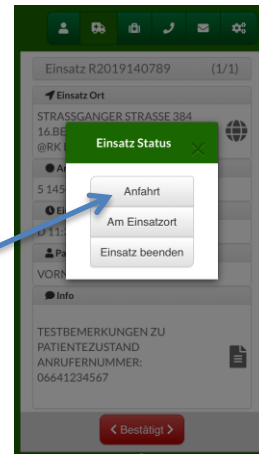 Einsatz R2019140789 (1/1)
Einsatz Ort
STRASSGANGER STRASSE 384
16.BE
@RK
Einsatz Status
Anfahrt
Am Einsatzort
Einsatz beenden
5 145
D 11:
VORN
Info
TESTBEMERKUNGEN ZU
PATIENTEZUSTAND
ANRUFERNUMMER:
06641234567
Bestätigt